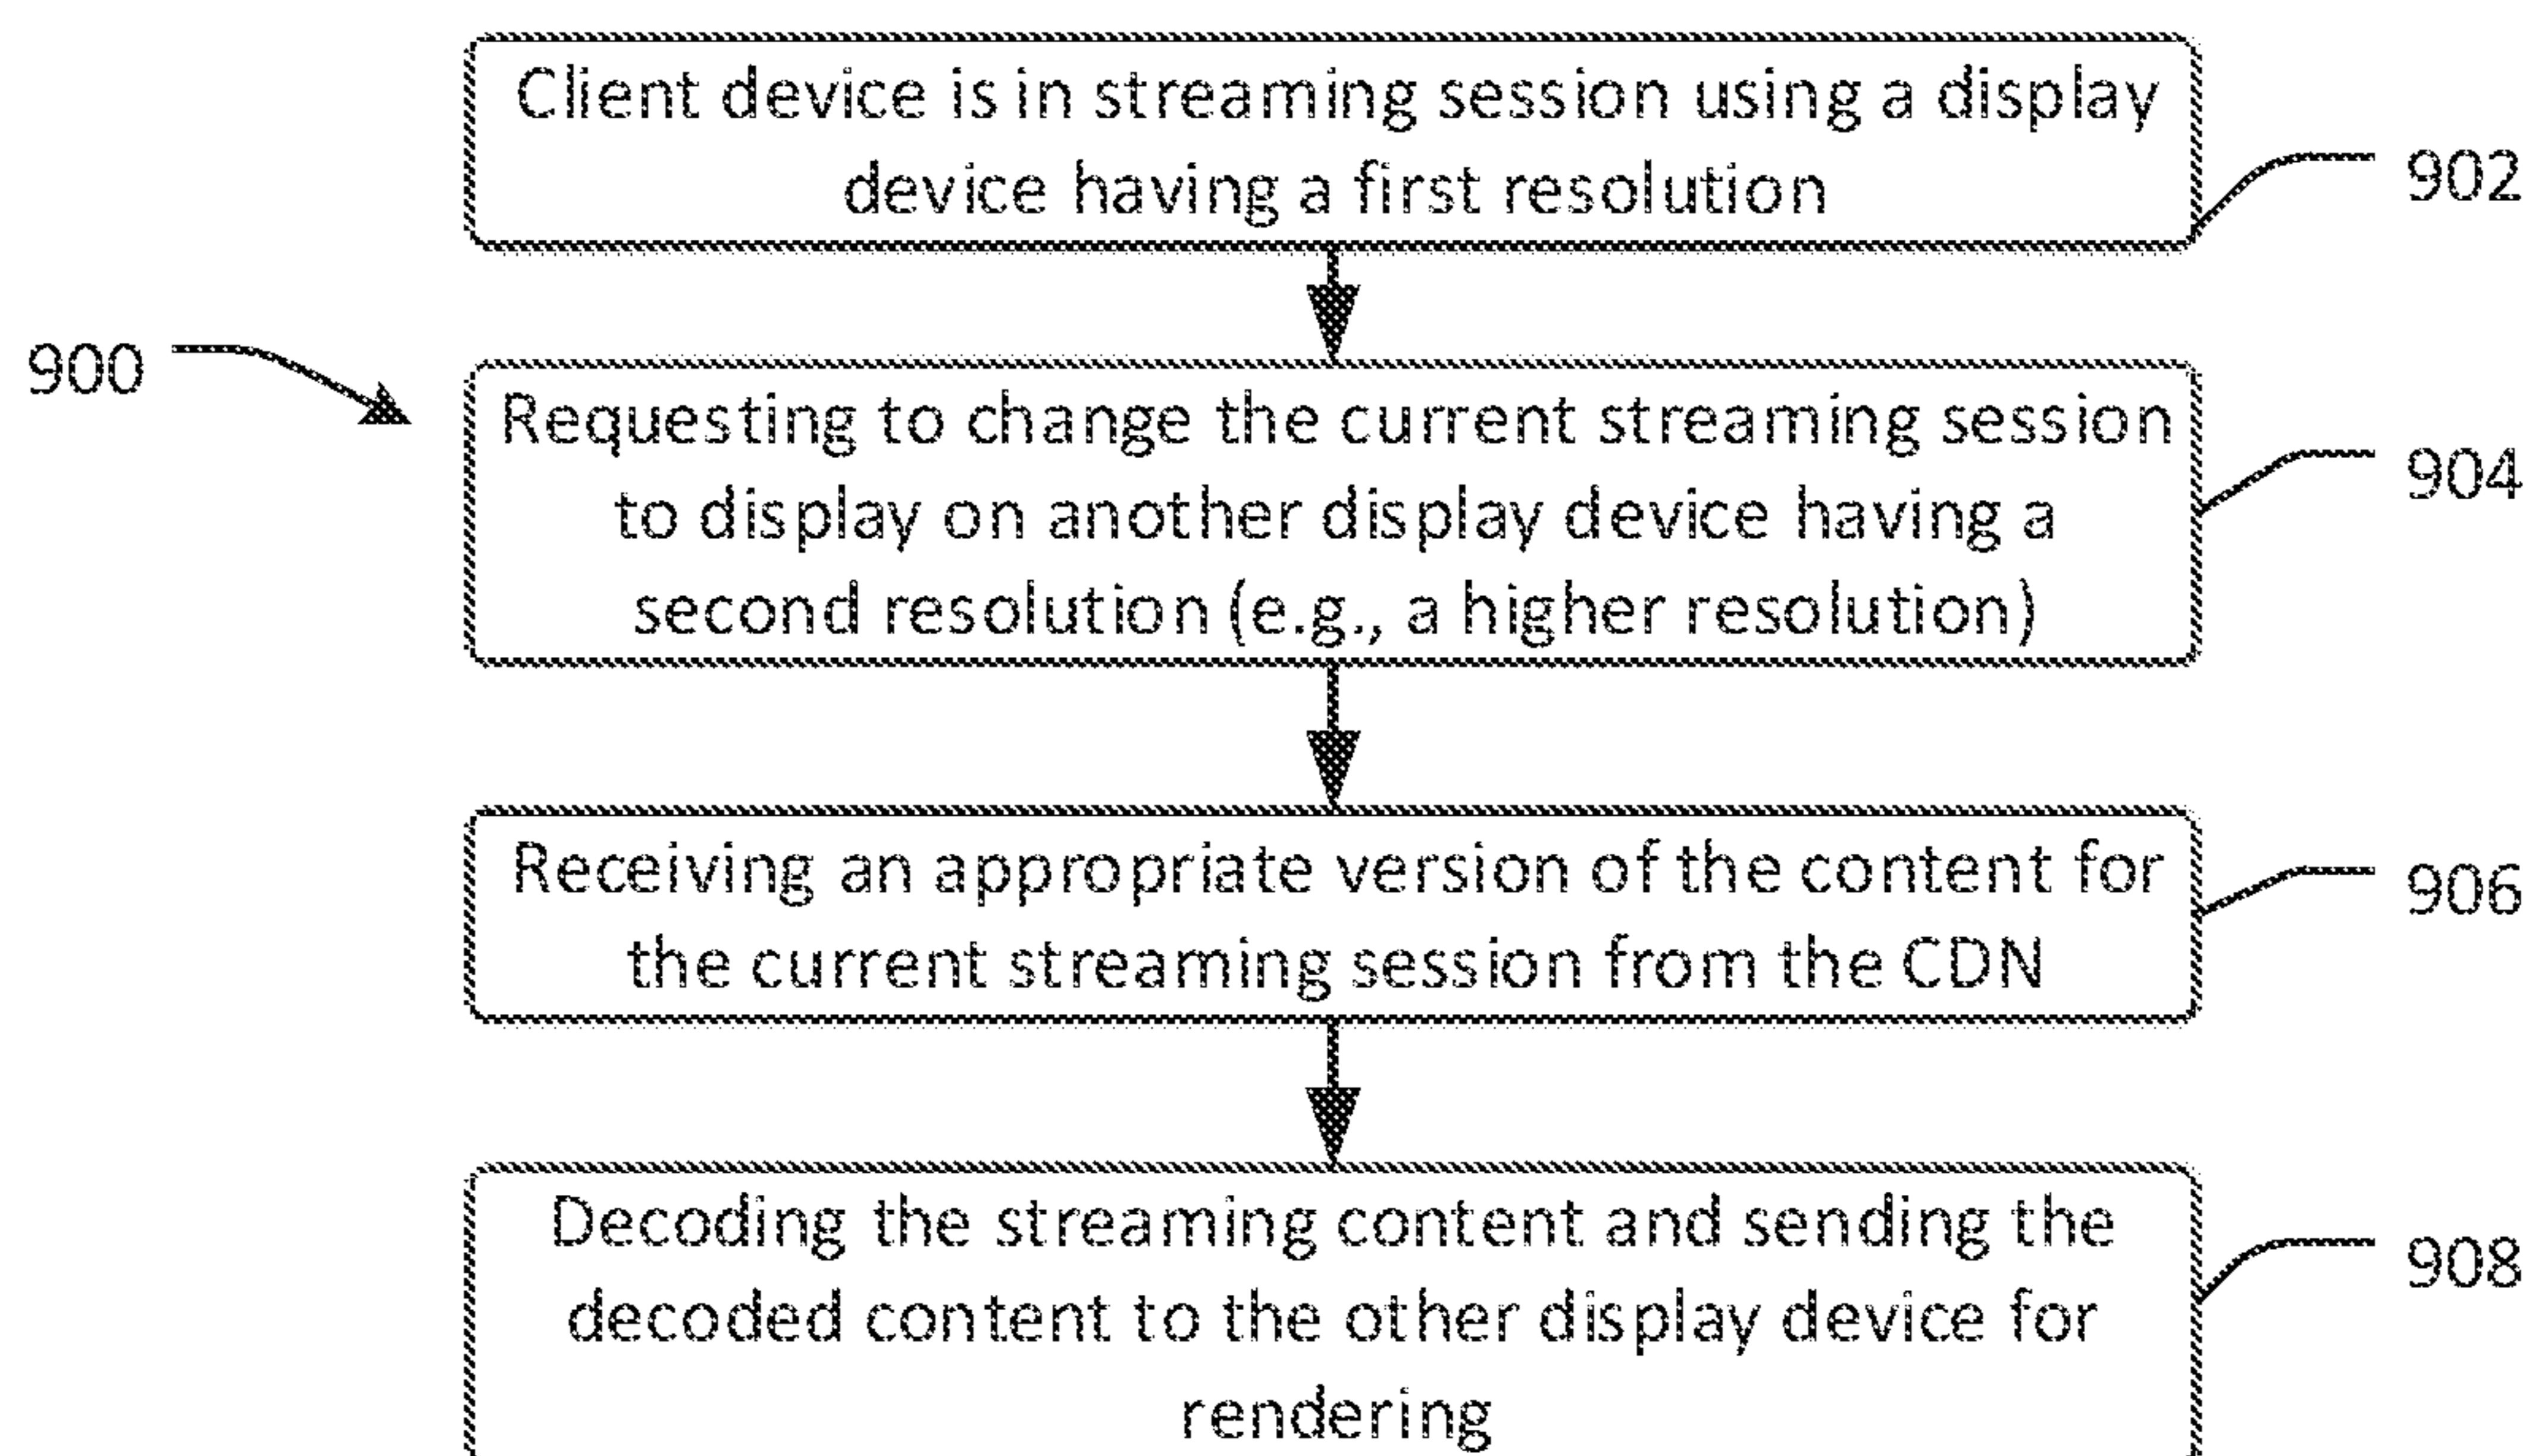 Client device is in streaming session using a display
device having a first resolution
902
900
Requesting to change the current streaming session
to display on another display device having a
second resolution (e.g., a higher resolution)
904
Receiving an appropriate version of the content for
the current streaming session from the CDN
906
Decoding the streaming content and sending the
decoded content to the other display device for
rendering
908